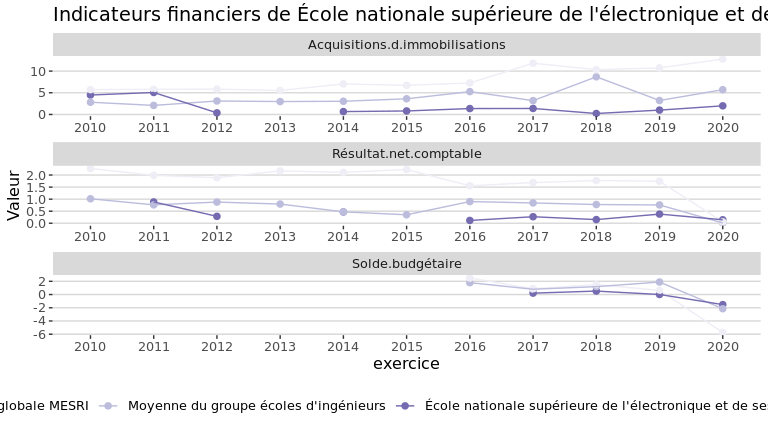 Indicateurs financiers de École nationale supérieure de l'électronique et de
Acquisitions.d.immobilisations
10
5
0
2010 2011 2012 2013 2014 2015 2016 2017 2018 2019 2020
Résultat.net.comptable
2.0
1.5
1.0
0.5
0.0
2010 2011 2012 2013 2014 2015 2016 2017 2018 2019 2020
Solde.budgétaire
2
0
-2
-4
-6
2010 2011 2012 2013 2014 2015 2016 2017 2018 2019 2020
Valeur
exercice
globale MESRI Moyenne du groupe écoles d'ingénieurs École nationale supérieure de l'électronique et de se